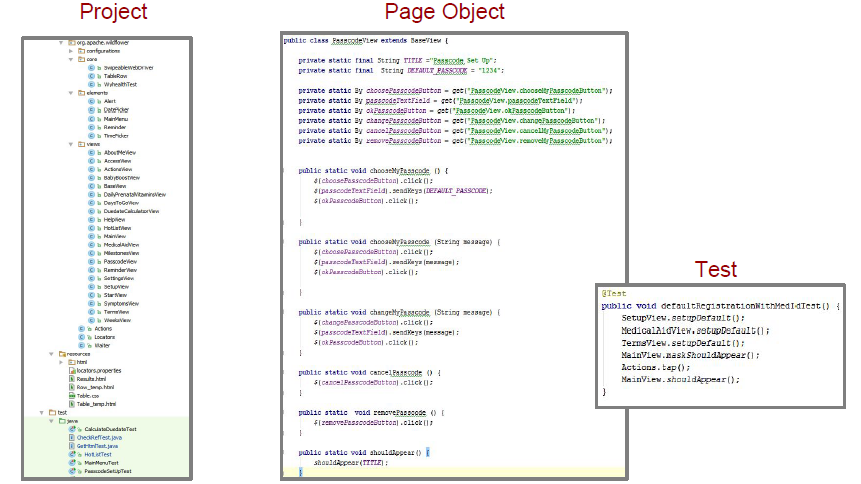 Project
Page Object
Test
org.apache.wildflower
configurations
core
SwipeableWebDriver
TableRow
WyhealthTest
elements
Alert
DatePicker
MainMenu
Reminder
TimePicker
views
AboutMeView
AccessView
ActionsView
BabyBoostView
BaseView
DailyPrenatalVitaminsView
DaysToGoView
DuedateCalculatorView
HelpView
HotListView
MainView
MedicalAidView
MilestonesView
PasscodeView
ReminderView
SettingsView
SetupView
StartView
SymptomsView
TermsView
WeeksView
Actions
Locators
Waiter
resources
html
locators.properties
Results.html
Row_temp.html
Table.css
Table_temp.html
test
java
CalculateDuedateTest
CheckRefTest.java
GetHtmlTest.java
HotListTest
MainMenuTest
PasscodeSetUpTest
public class PasscodeView extends BaseView {
private static final String TITLE ="Passcode Set Up";
private static final String DEFAULT_PASSCODE = "1234";
private static By choosePasscodeButton = get("PasscodeView.chooseMyPasscodeButton");
private static By passcodeTextField = get("PasscodeView.passcodeTextField");
private static By okPasscodeButton = get("PasscodeView.okPasscodeButton");
private static By changePasscodeButton = get("PasscodeView.changePasscodeButton");
private static By cancelPasscodeButton = get("PasscodeView.cancelMyPasscodeButton");
private static By removePasscodeButton = get("PasscodeView.removeMyPasscodeButton");
public static void chooseMyPasscode () {
$(choosePasscodeButton).click();
$(passcodeTextField).sendKeys(DEFAULT_PASSCODE);
$(okPasscodeButton).click();
}
public static void chooseMyPasscode (String message) {
$(choosePasscodeButton).click();
$(passcodeTextField).sendKeys(message);
$(okPasscodeButton).click();
}
public static void changeMyPasscode (String message) {
$(changePasscodeButton).click();
$(passcodeTextField).sendKeys(message);
$(okPasscodeButton).click();
}
public static void cancelPasscode () {
$(cancelPasscodeButton).click();
}
public static void removePasscode () {
$(removePasscodeButton).click();
}
public static void shouldAppear() {
shouldAppear(TITLE);
}
@Test
public void defaultRegistrationWithMedIdTest() {
SetupView.setupDefault();
MedicalAidView.setupDefault();
TermsView.setupDefault();
MainView.maskShouldAppear();
Actions.tap();
MainView.shouldAppear();
}